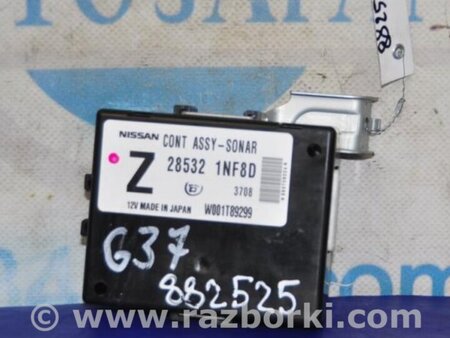 NISSAN CONT ASSY-SONAR
Z 28532 1NF8D
3708
12V MADE IN JAPAN W001T89299
G37
882525
www.razborki.com